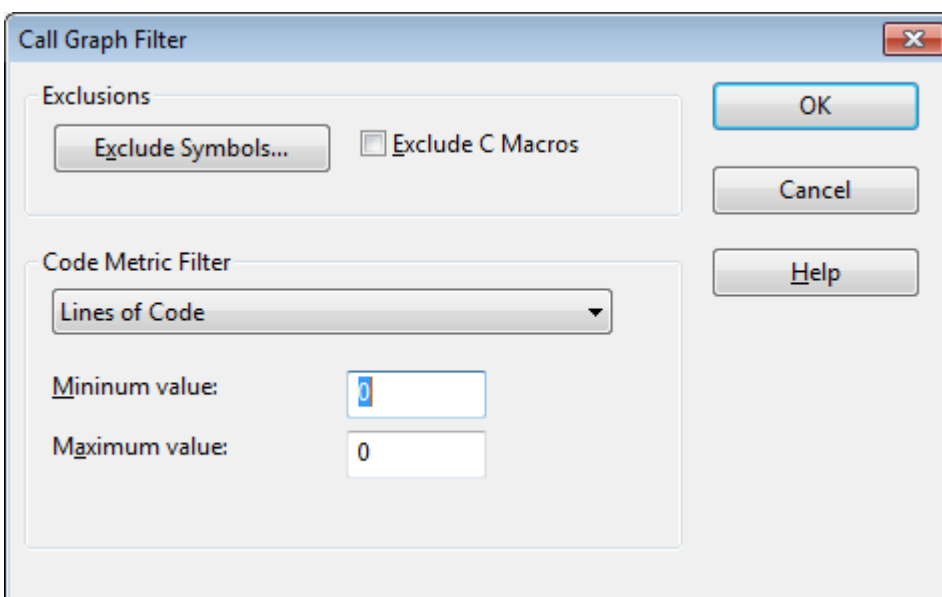 Call Graph Filter
Exclusions
Exclude Symbols...
Exclude C Macros
OK
Cancel
Help
Code Metric Filter
Lines of Code
Mininum value:
0
Maximum value:
0